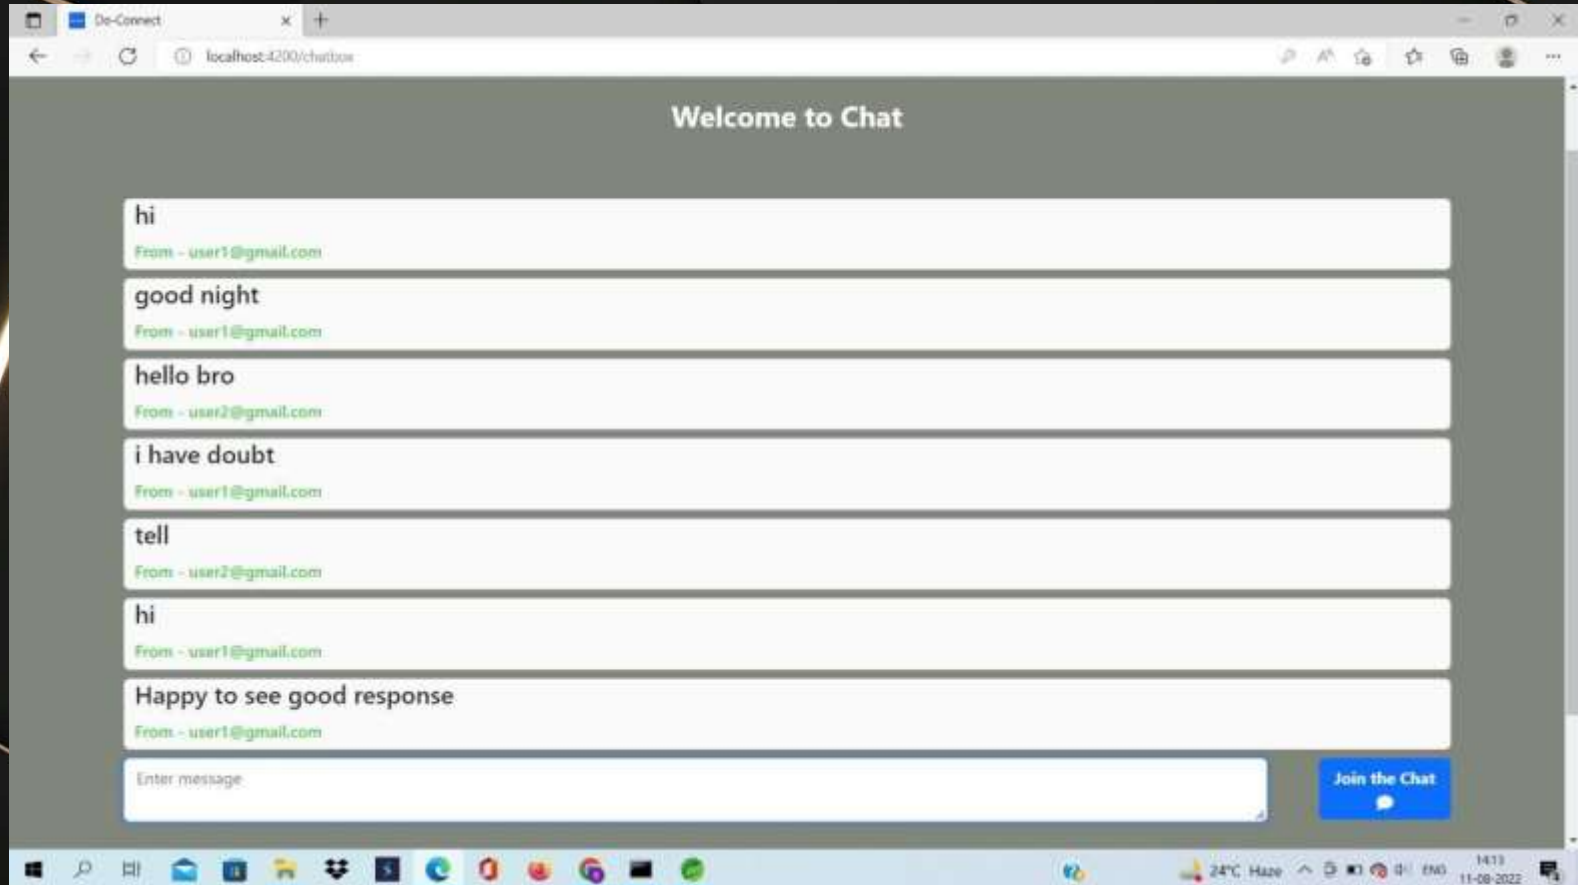 Do-Connect
localhost:4200/chatbox
Welcome to Chat
hi
From - user1@gmail.com
good night
From - user1@gmail.com
hello bro
From - user2@gmail.com
i have doubt
From - user1@gmail.com
tell
From - user2@gmail.com
hi
From - user1@gmail.com
Happy to see good response
From - user1@gmail.com
Enter message
Join the Chat
24°C Haze
ENG
14:13
11-08-2022